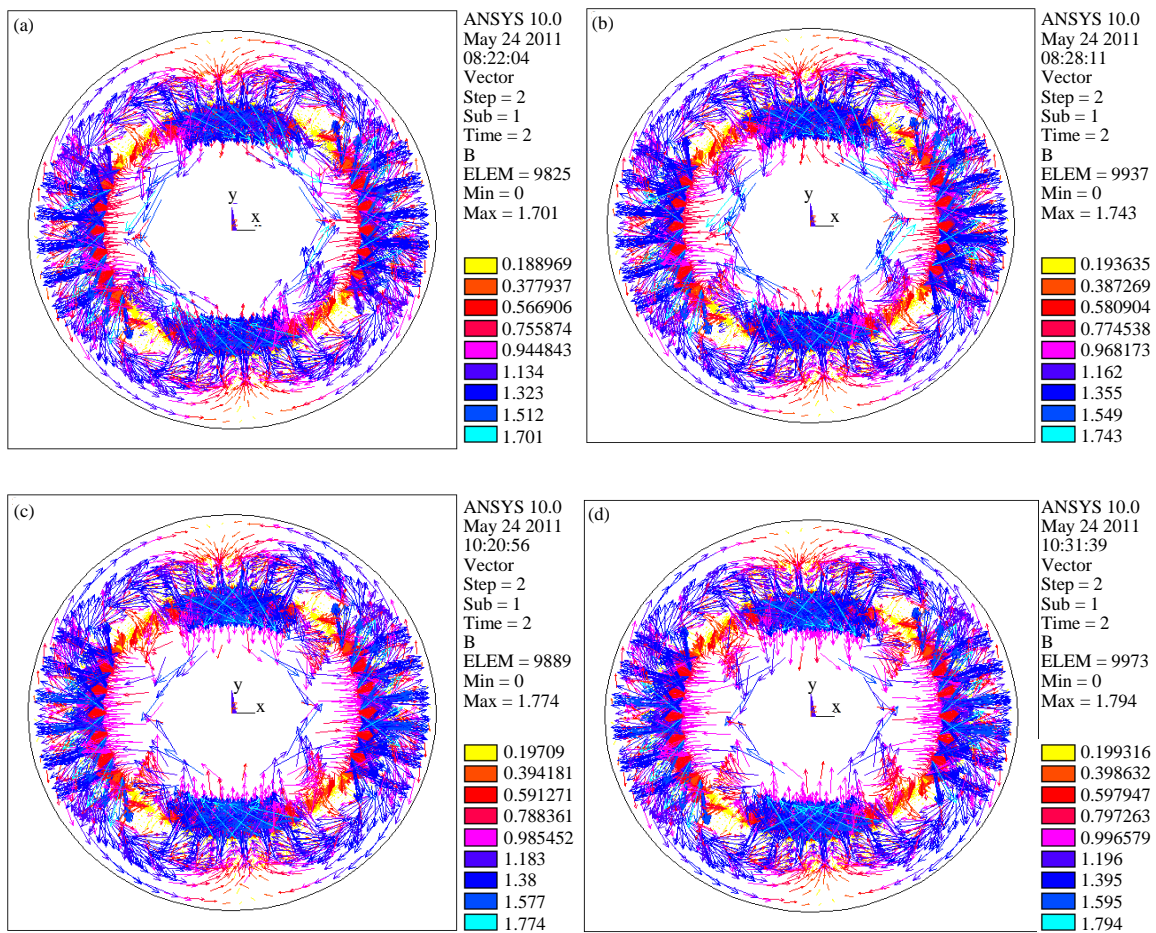 (a)
y
x
ANSYS 10.0
May 24 2011
08:22:04
Vector
Step = 2
Sub = 1
Time = 2
B
ELEM = 9825
Min = 0
Max = 1.701
0.188969
0.377937
0.566906
0.755874
0.944843
1.134
1.323
1.512
1.701
(b)
y
x
ANSYS 10.0
May 24 2011
08:28:11
Vector
Step = 2
Sub = 1
Time = 2
B
ELEM = 9937
Min = 0
Max = 1.743
0.193635
0.387269
0.580904
0.774538
0.968173
1.162
1.355
1.549
1.743
(c)
y
x
ANSYS 10.0
May 24 2011
10:20:56
Vector
Step = 2
Sub = 1
Time = 2
B
ELEM = 9889
Min = 0
Max = 1.774
0.19709
0.394181
0.591271
0.788361
0.985452
1.183
1.38
1.577
1.774
(d)
y
x
ANSYS 10.0
May 24 2011
10:31:39
Vector
Step = 2
Sub = 1
Time = 2
B
ELEM = 9973
Min = 0
Max = 1.794
0.199316
0.398632
0.597947
0.797263
0.996579
1.196
1.395
1.595
1.794